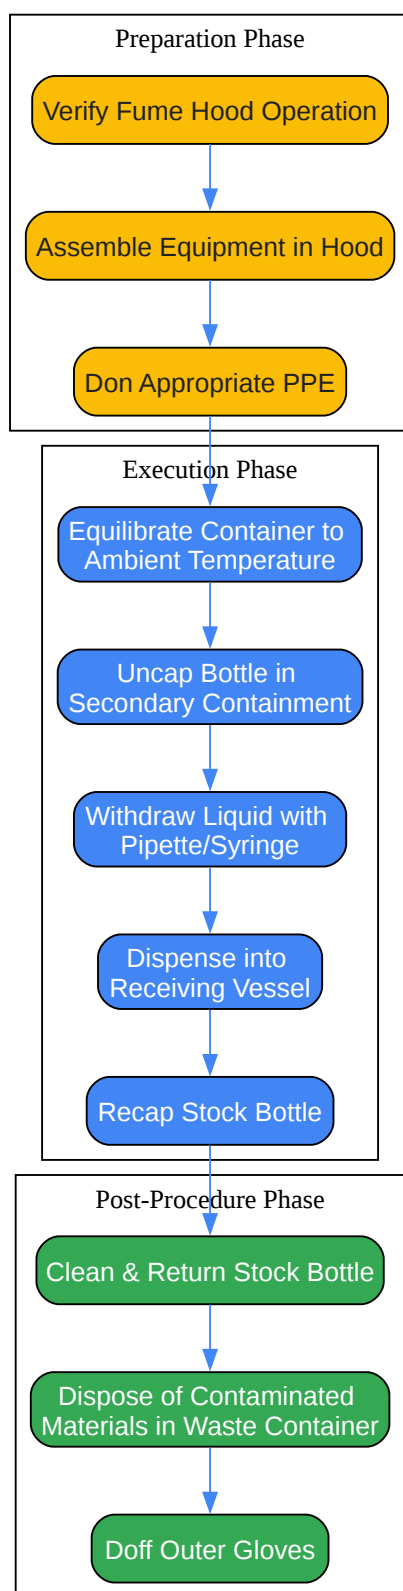 Preparation Phase
Verify Fume Hood Operation
Assemble Equipment in Hood
Don Appropriate PPE
Execution Phase
Equilibrate Container to
Ambient Temperature
Uncap Bottle in
Secondary Containment
Withdraw Liquid with
Pipette/Syringe
Dispense into
Receiving Vessel
Recap Stock Bottle
Post-Procedure Phase
Clean & Return Stock Bottle
Dispose of Contaminated
Materials in Waste Container
Doff Outer Gloves